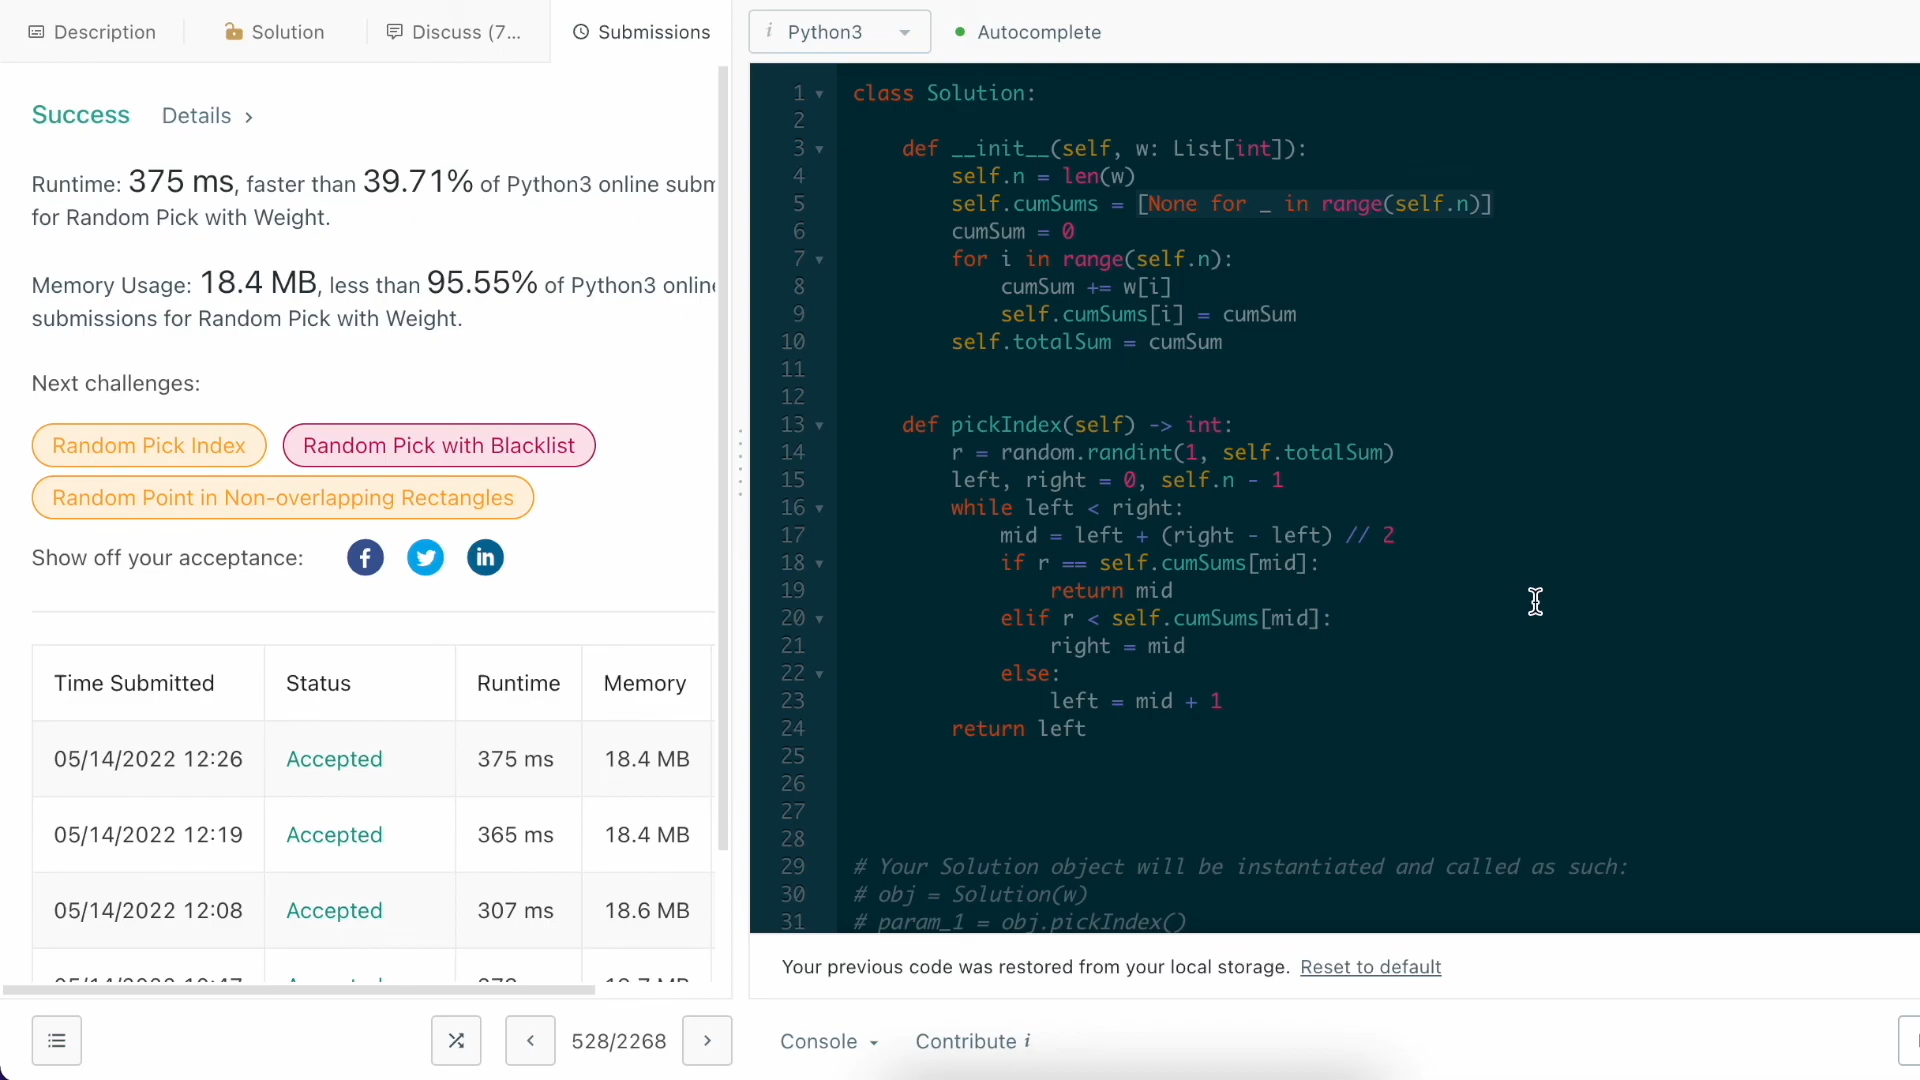 Description
Solution
Discuss (7...
Submissions
Success
Details
Runtime: 375 ms, faster than 39.71% of Python3 online subm
for Random Pick with Weight.
Memory Usage: 18.4 MB, less than 95.55% of Python3 online
submissions for Random Pick with Weight.
Next challenges:
Random Pick Index
Random Pick with Blacklist
Random Point in Non-overlapping Rectangles
Show off your acceptance:
Time Submitted Status Runtime Memory
05/14/2022 12:26 Accepted 375 ms 18.4 MB
05/14/2022 12:19 Accepted 365 ms 18.4 MB
05/14/2022 12:08 Accepted 307 ms 18.6 MB
528/2268
i Python3
Autocomplete
1 class Solution:
2
3     def __init__(self, w: List[int]):
4         self.n = len(w)
5         self.cumSums = [None for _ in range(self.n)]
6         cumSum = 0
7         for i in range(self.n):
8             cumSum += w[i]
9             self.cumSums[i] = cumSum
10         self.totalSum = cumSum
11
12
13     def pickIndex(self) -> int:
14         r = random.randint(1, self.totalSum)
15         left, right = 0, self.n - 1
16         while left < right:
17             mid = left + (right - left) // 2
18             if r == self.cumSums[mid]:
19                 return mid
20             elif r < self.cumSums[mid]:
21                 right = mid
22             else:
23                 left = mid + 1
24         return left
25
26
27
28
29 # Your Solution object will be instantiated and called as such:
30 # obj = Solution(w)
31 # param_1 = obj.pickIndex()
Your previous code was restored from your local storage. Reset to default
Console
Contribute i